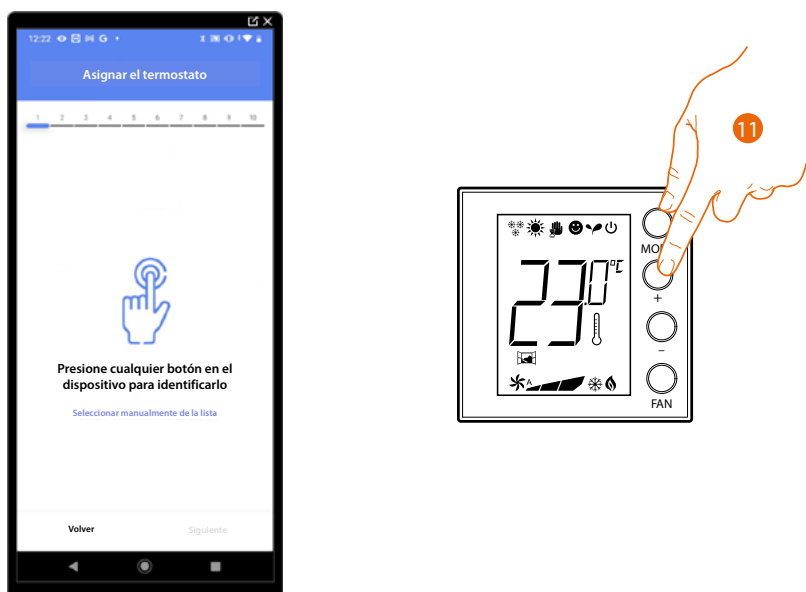 12:22
Asignar el termostato
1 2 3 4 5 6 7 8 9 10
Presione cualquier botón en el
dispositivo para identificarlo
Seleccionar manualmente de la lista
Volver
Siguiente
11
23.0°C
+
-
A
FAN